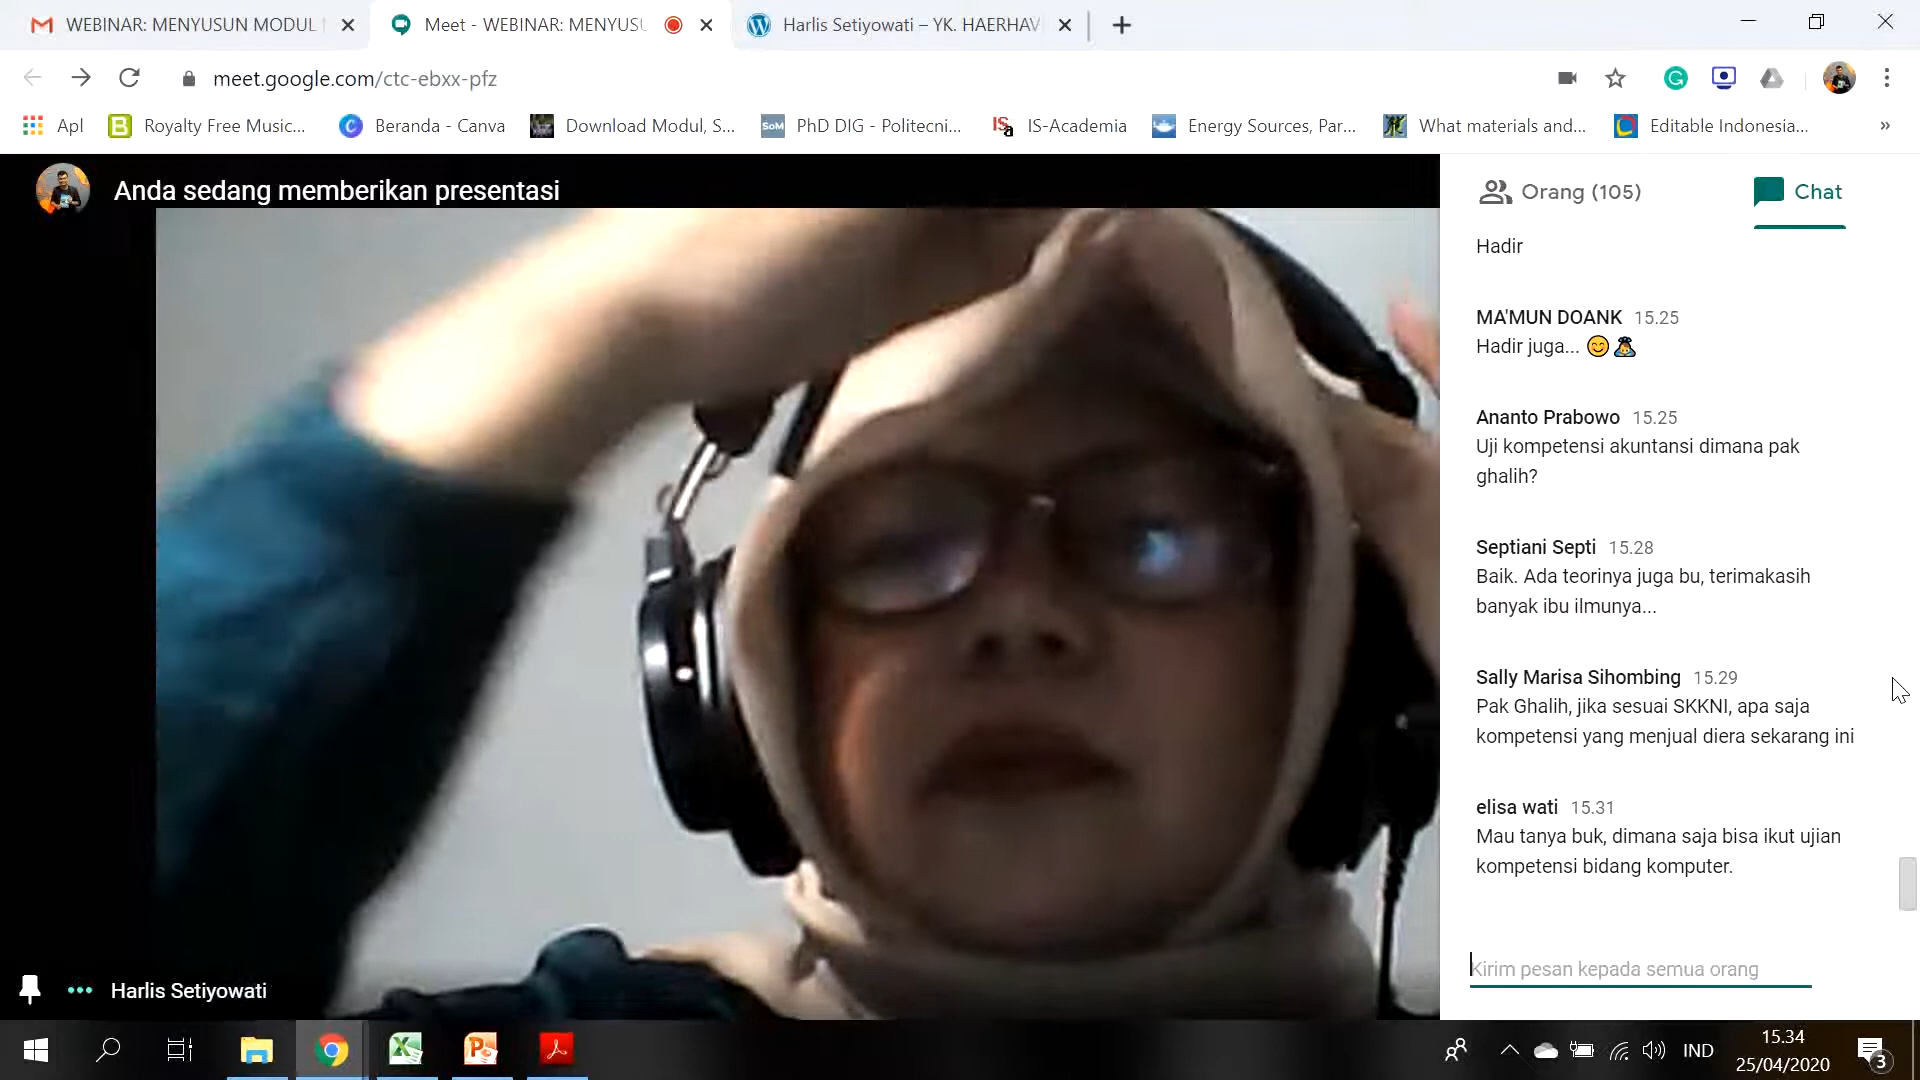 WEBINAR: MENYUSUN MODUL
Meet - WEBINAR: MENYUSU
Harlis Setiyowati – YK. HAERHAV
meet.google.com/ctc-ebxx-pfz
Apl
Royalty Free Music...
Beranda - Canva
Download Modul, S...
SoM
PhD DIG - Politecni...
ISa
IS-Academia
Energy Sources, Par...
What materials and...
Editable Indonesia...
»
Anda sedang memberikan presentasi
Orang (105)
Chat
Hadir
MA'MUN DOANK 15.25
Hadir juga... 😊🙇
Ananto Prabowo 15.25
Uji kompetensi akuntansi dimana pak
ghalih?
Septiani Septi 15.28
Baik. Ada teorinya juga bu, terimakasih
banyak ibu ilmunya...
Sally Marisa Sihombing 15.29
Pak Ghalih, jika sesuai SKKNI, apa saja
kompetensi yang menjual diera sekarang ini
elisa wati 15.31
Mau tanya buk, dimana saja bisa ikut ujian
kompetensi bidang komputer.
Kirim pesan kepada semua orang
Harlis Setiyowati
IND
15.34
25/04/2020
3